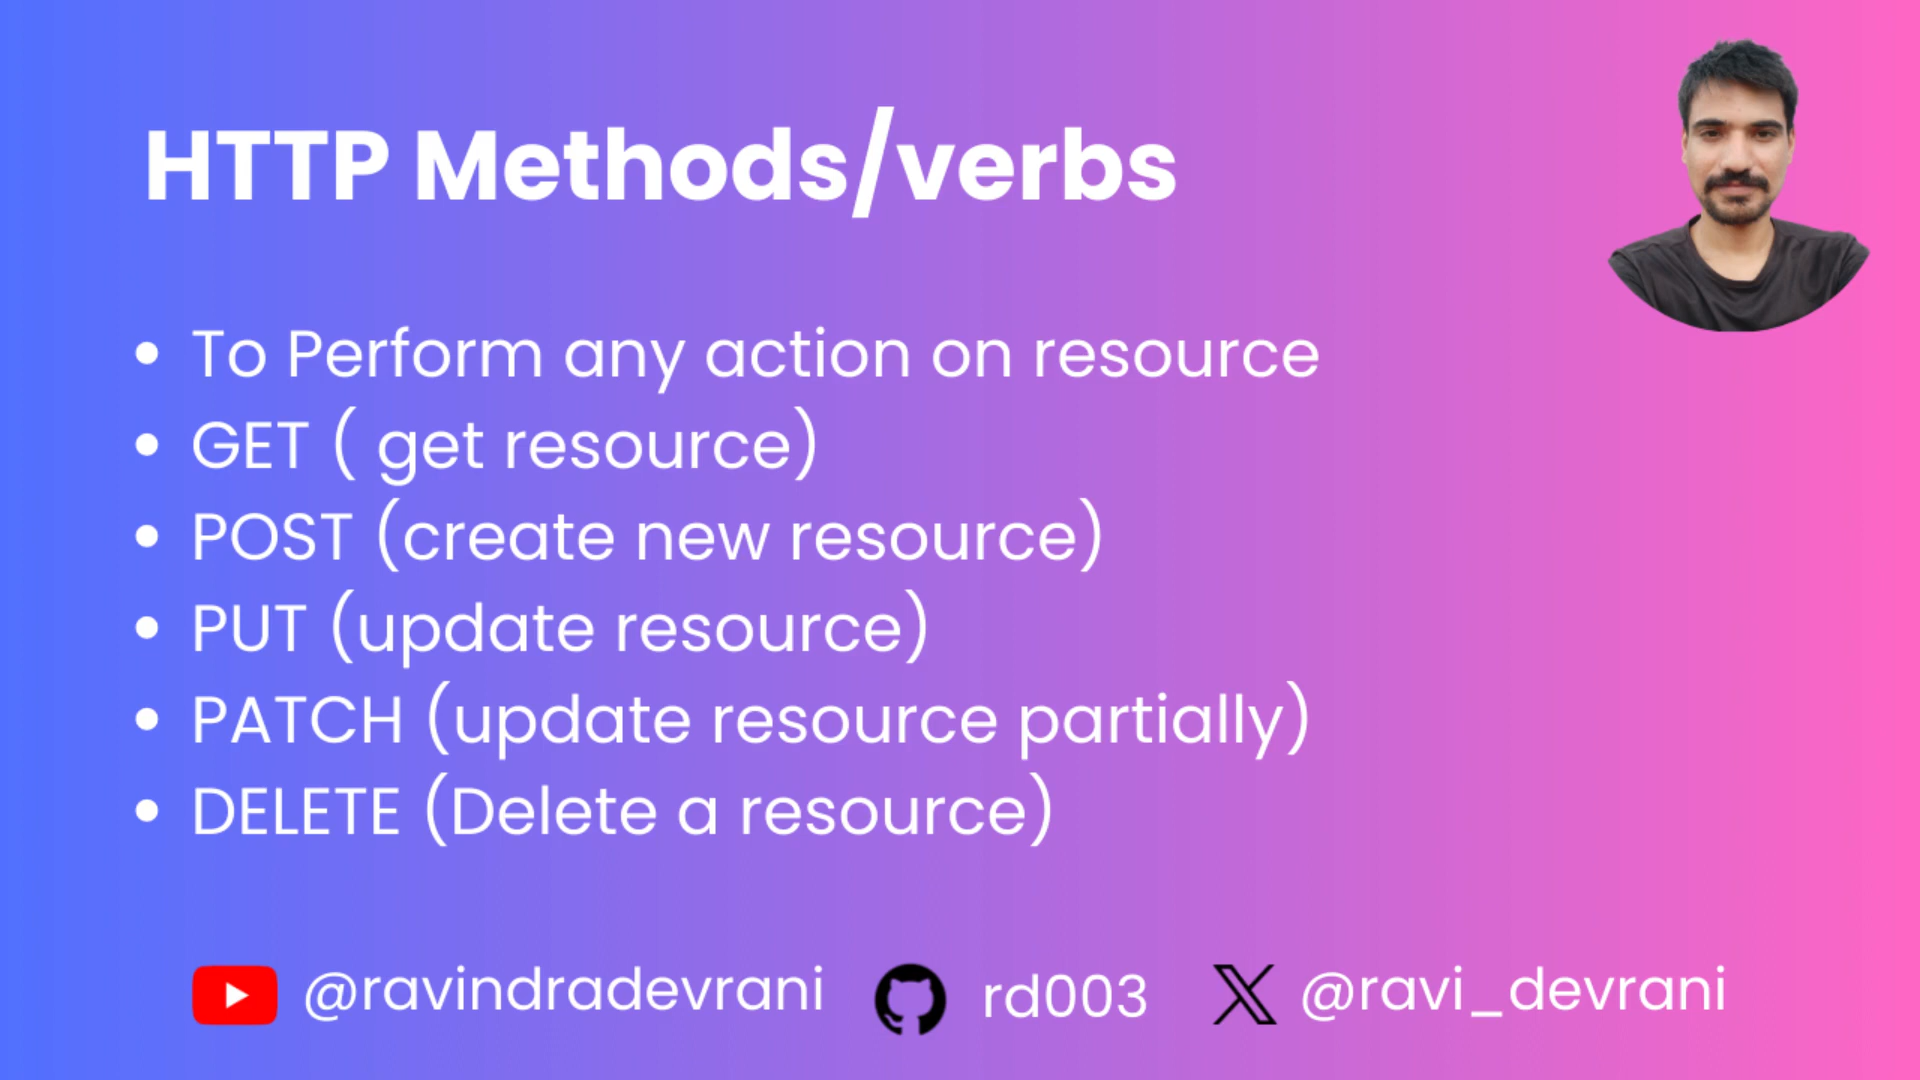 HTTP Methods/verbs
• To Perform any action on resource
• GET ( get resource)
• POST (create new resource)
• PUT (update resource)
• PATCH (update resource partially)
• DELETE (Delete a resource)
@ravindradevrani rd003 @ravi_devrani